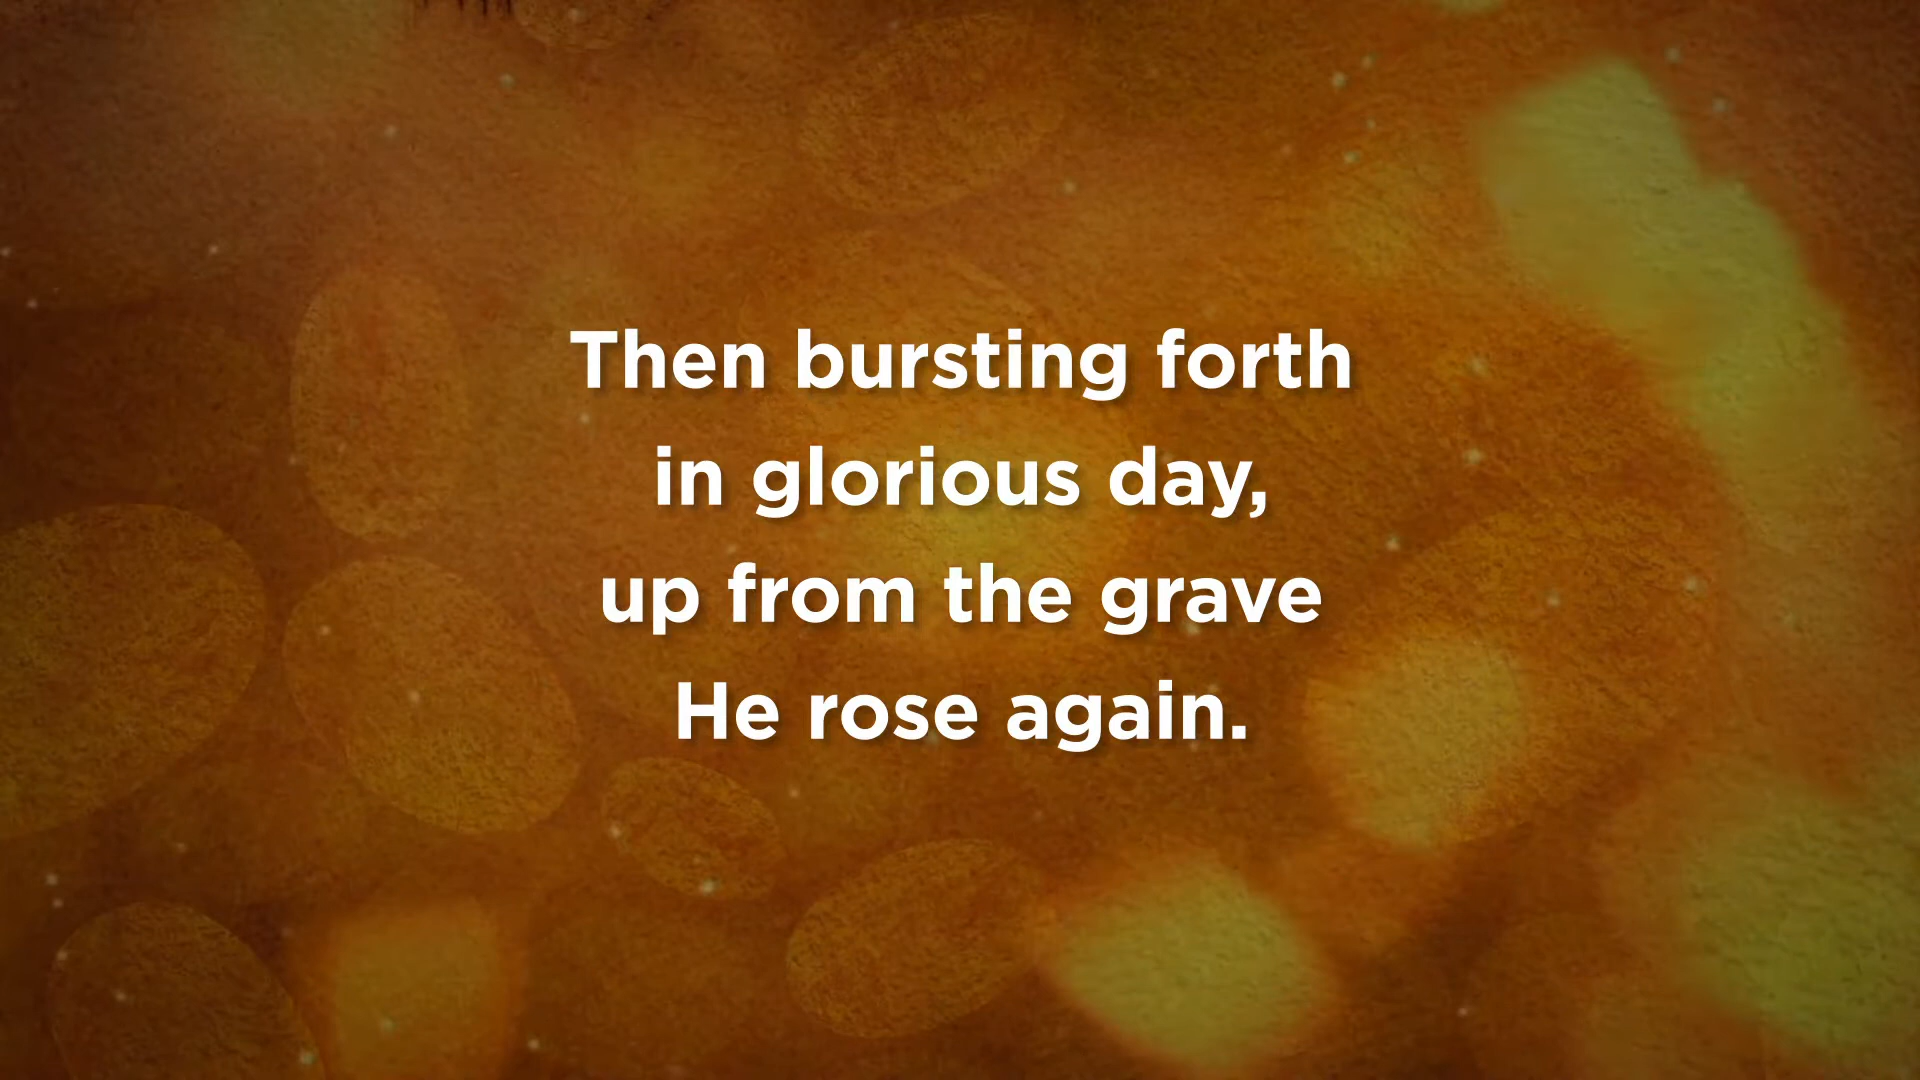 Then bursting forth
in glorious day,
up from the grave
He rose again.